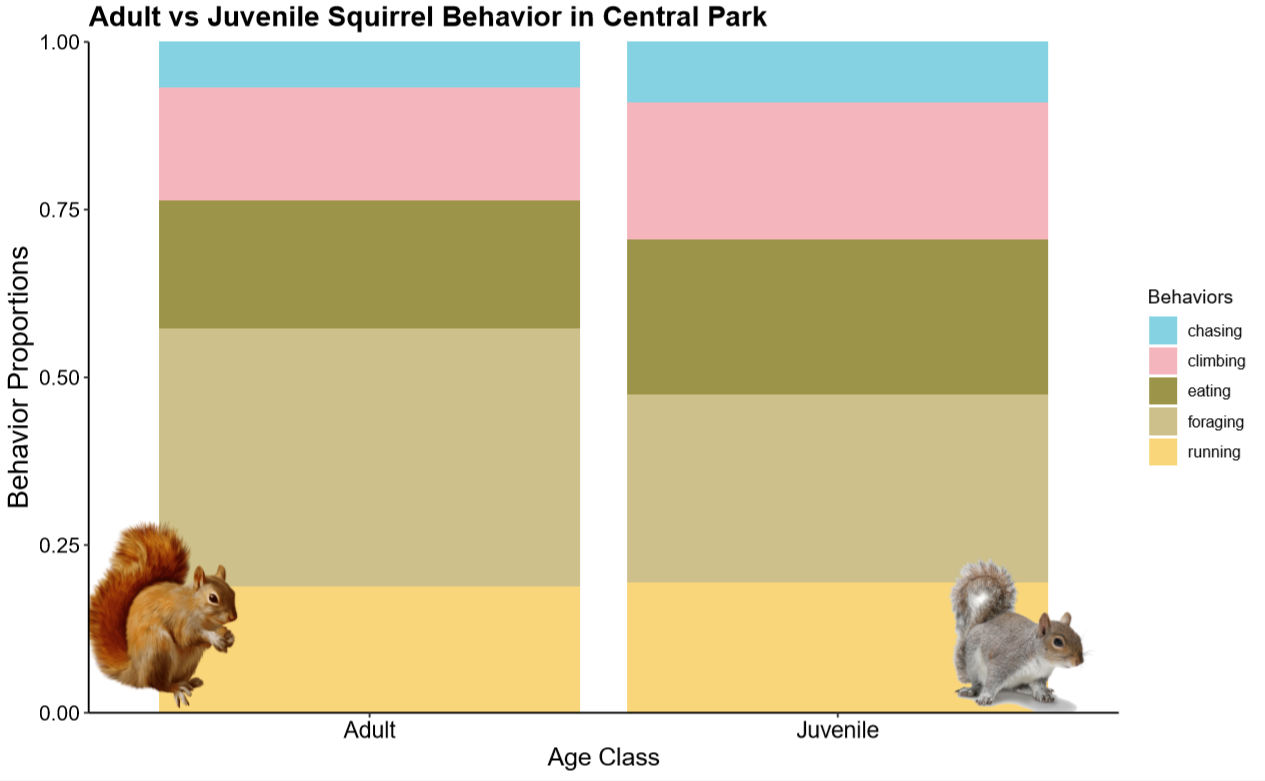 Adult vs Juvenile Squirrel Behavior in Central Park
1.00
0.75
0.50
0.25
0.00
Behavior Proportions
Adult
Juvenile
Age Class
Behaviors
chasing
climbing
eating
foraging
running